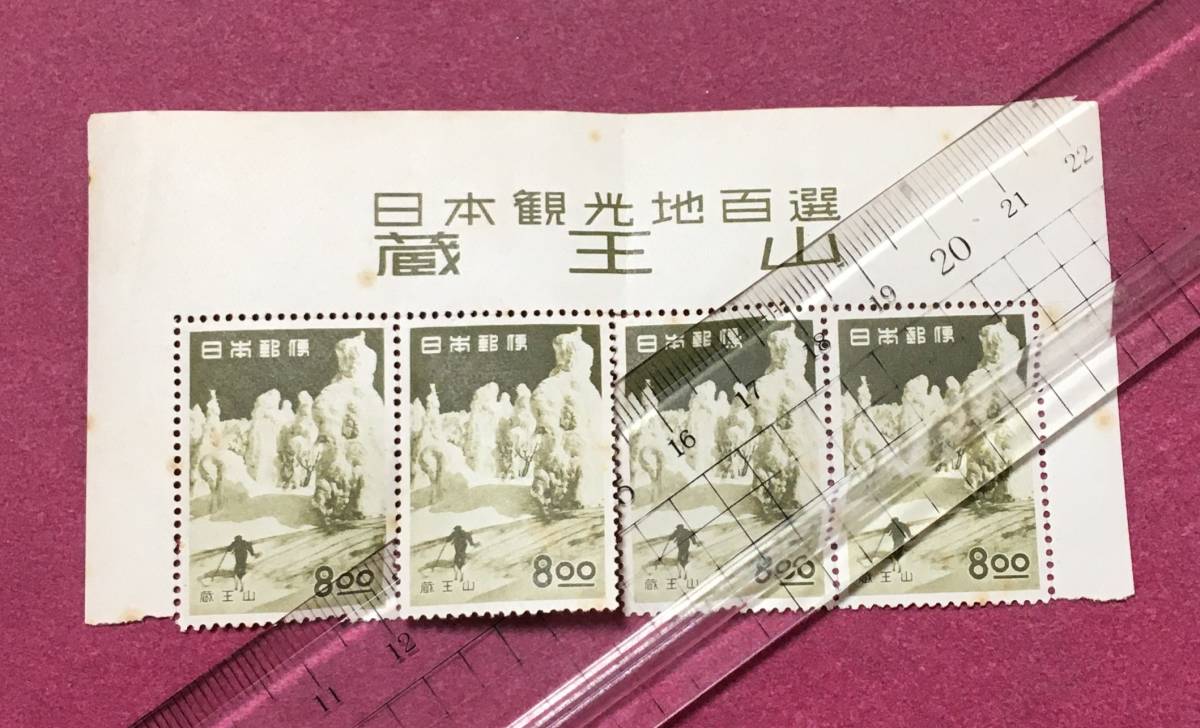 日本観光地百選
蔵王山
日本郵便
日本郵便
日本郵便
日本郵便
蔵王山 8.00
蔵王山 8.00
蔵王山 8.00
蔵王山 8.00
22
21
20
19
18
17
16
12
11